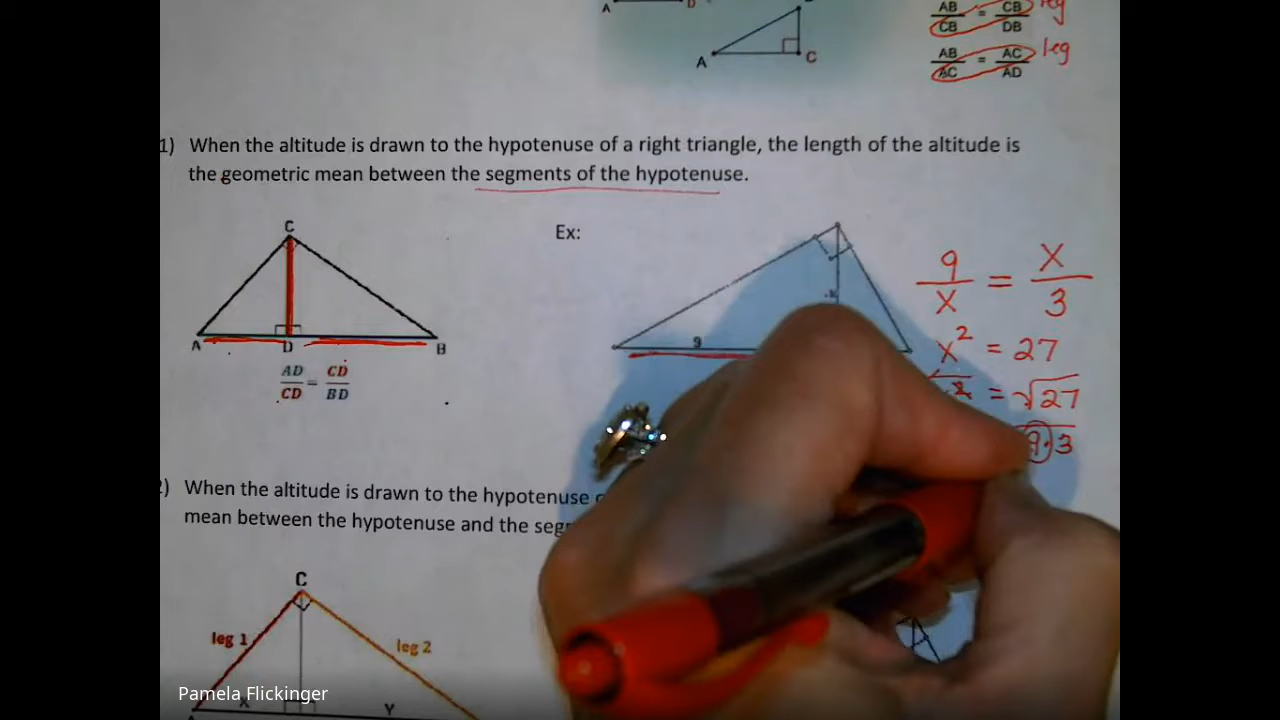 A
D
AB/CB = CB/DB leg
A C
AB/AC = AC/AD leg
1) When the altitude is drawn to the hypotenuse of a right triangle, the length of the altitude is
the geometric mean between the segments of the hypotenuse.
C
Ex:
9/X = X/3
A D B
9
x² = 27
AD/CD = CD/BD
= √27
9·3
) When the altitude is drawn to the hypotenuse
mean between the hypotenuse and the seg
C
leg 1
leg 2
X Y
Pamela Flickinger